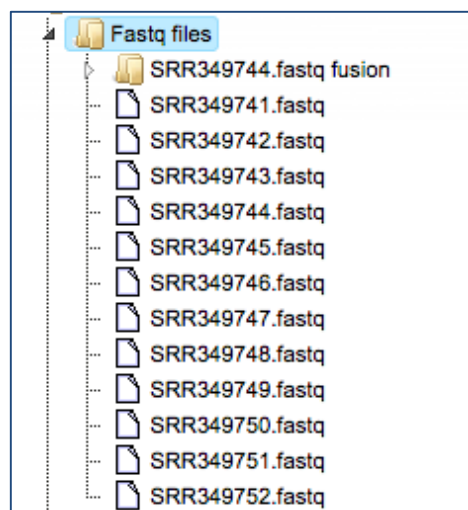 Fastq files
SRR349744.fastq fusion
SRR349741.fastq
SRR349742.fastq
SRR349743.fastq
SRR349744.fastq
SRR349745.fastq
SRR349746.fastq
SRR349747.fastq
SRR349748.fastq
SRR349749.fastq
SRR349750.fastq
SRR349751.fastq
SRR349752.fastq